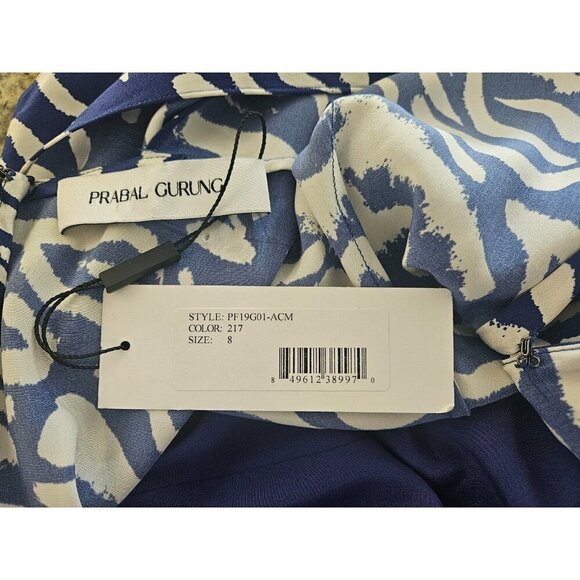 PRABAL GURUNG
STYLE: PF19G01-ACM
COLOR: 217
SIZE: 8
8 49612 38997 0